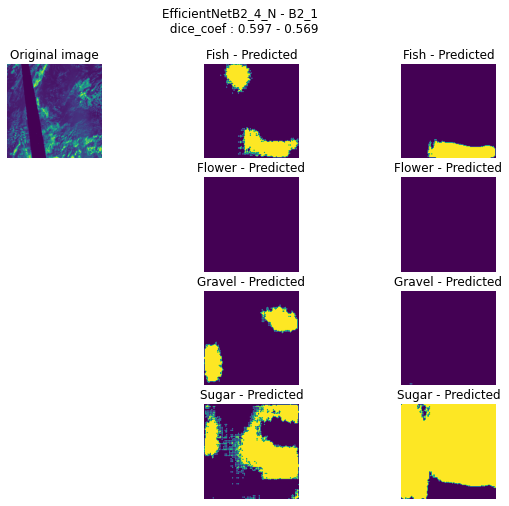 EfficientNetB2_4_N - B2_1
dice_coef : 0.597 - 0.569
Original image
Fish - Predicted
Fish - Predicted
Flower - Predicted
Flower - Predicted
Gravel - Predicted
Gravel - Predicted
Sugar - Predicted
Sugar - Predicted